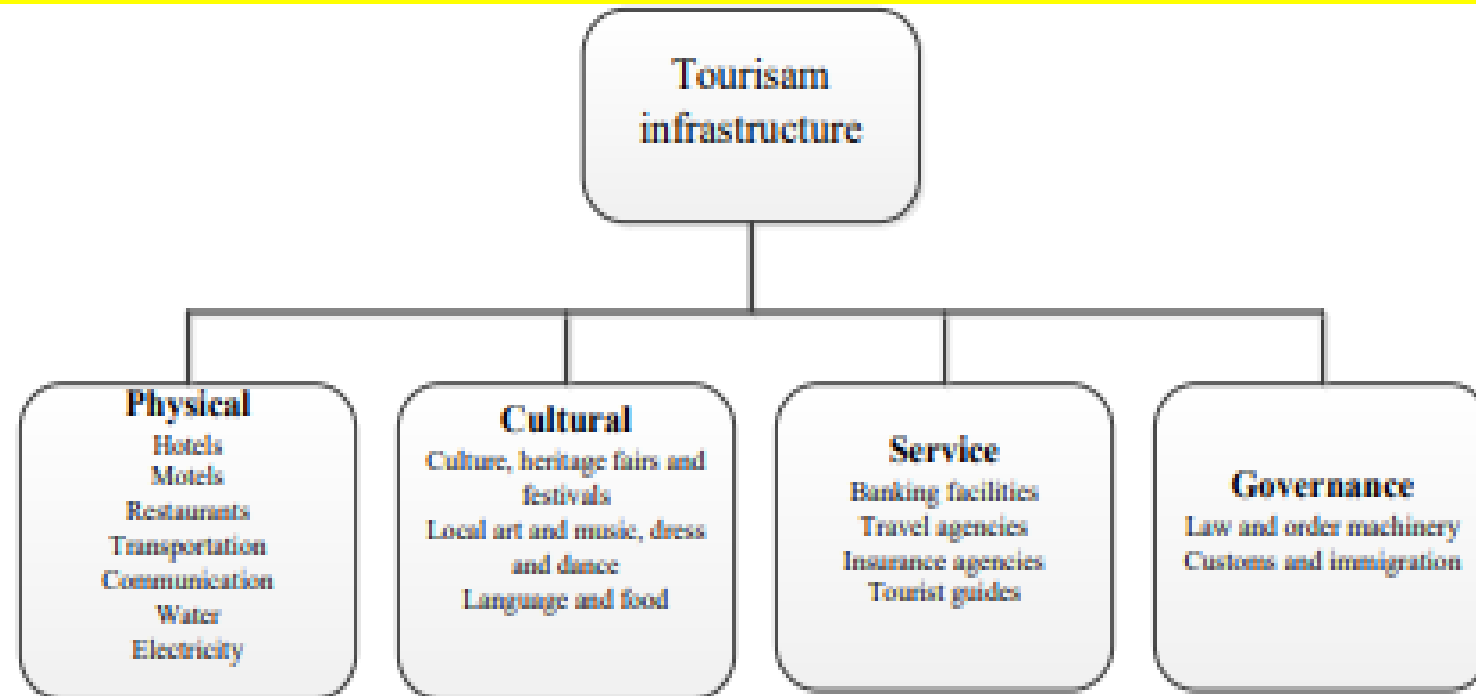 Tourisam
infrastructure
Physical
Hotels
Motels
Restaurants
Transportation
Communication
Water
Electricity
Cultural
Culture, heritage fairs and
festivals
Local art and music, dress
and dance
Language and food
Service
Banking facilities
Travel agencies
Insurance agencies
Tourist guides
Governance
Law and order machinery
Customs and immigration